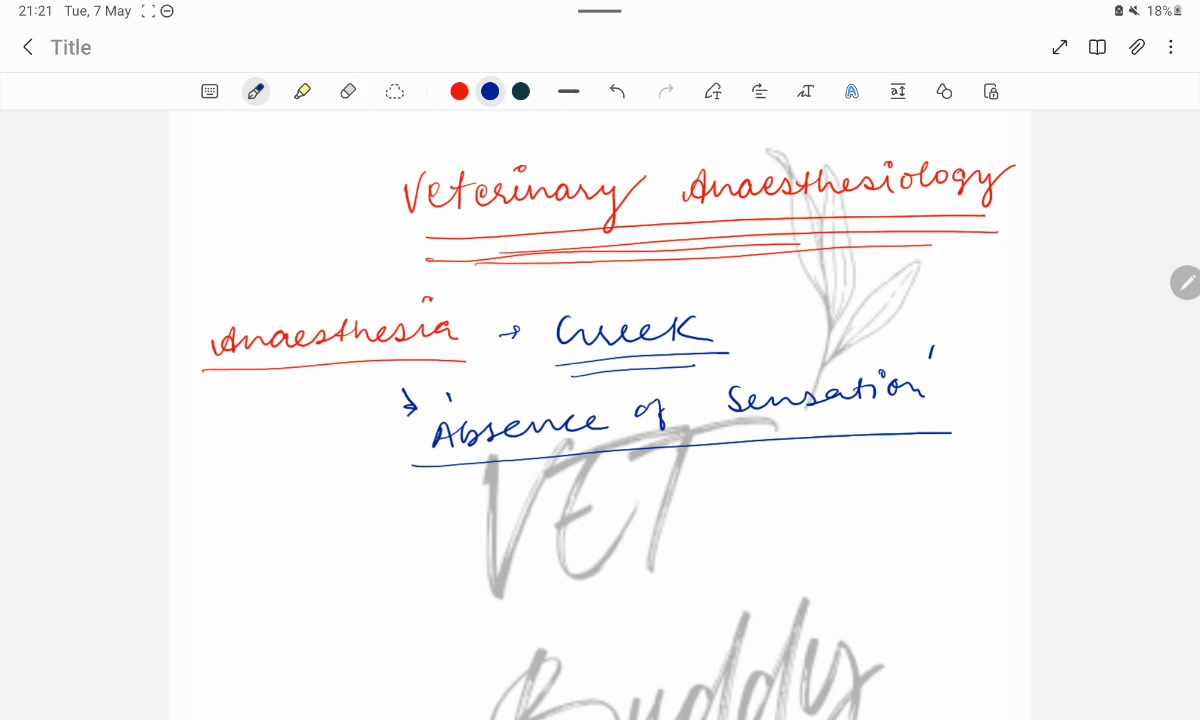 21:21 Tue, 7 May 18%
Title
Veterinary Anaesthesiology
Anaesthesia → Greek
→ 'Absence of Sensation'
VET
Buddy